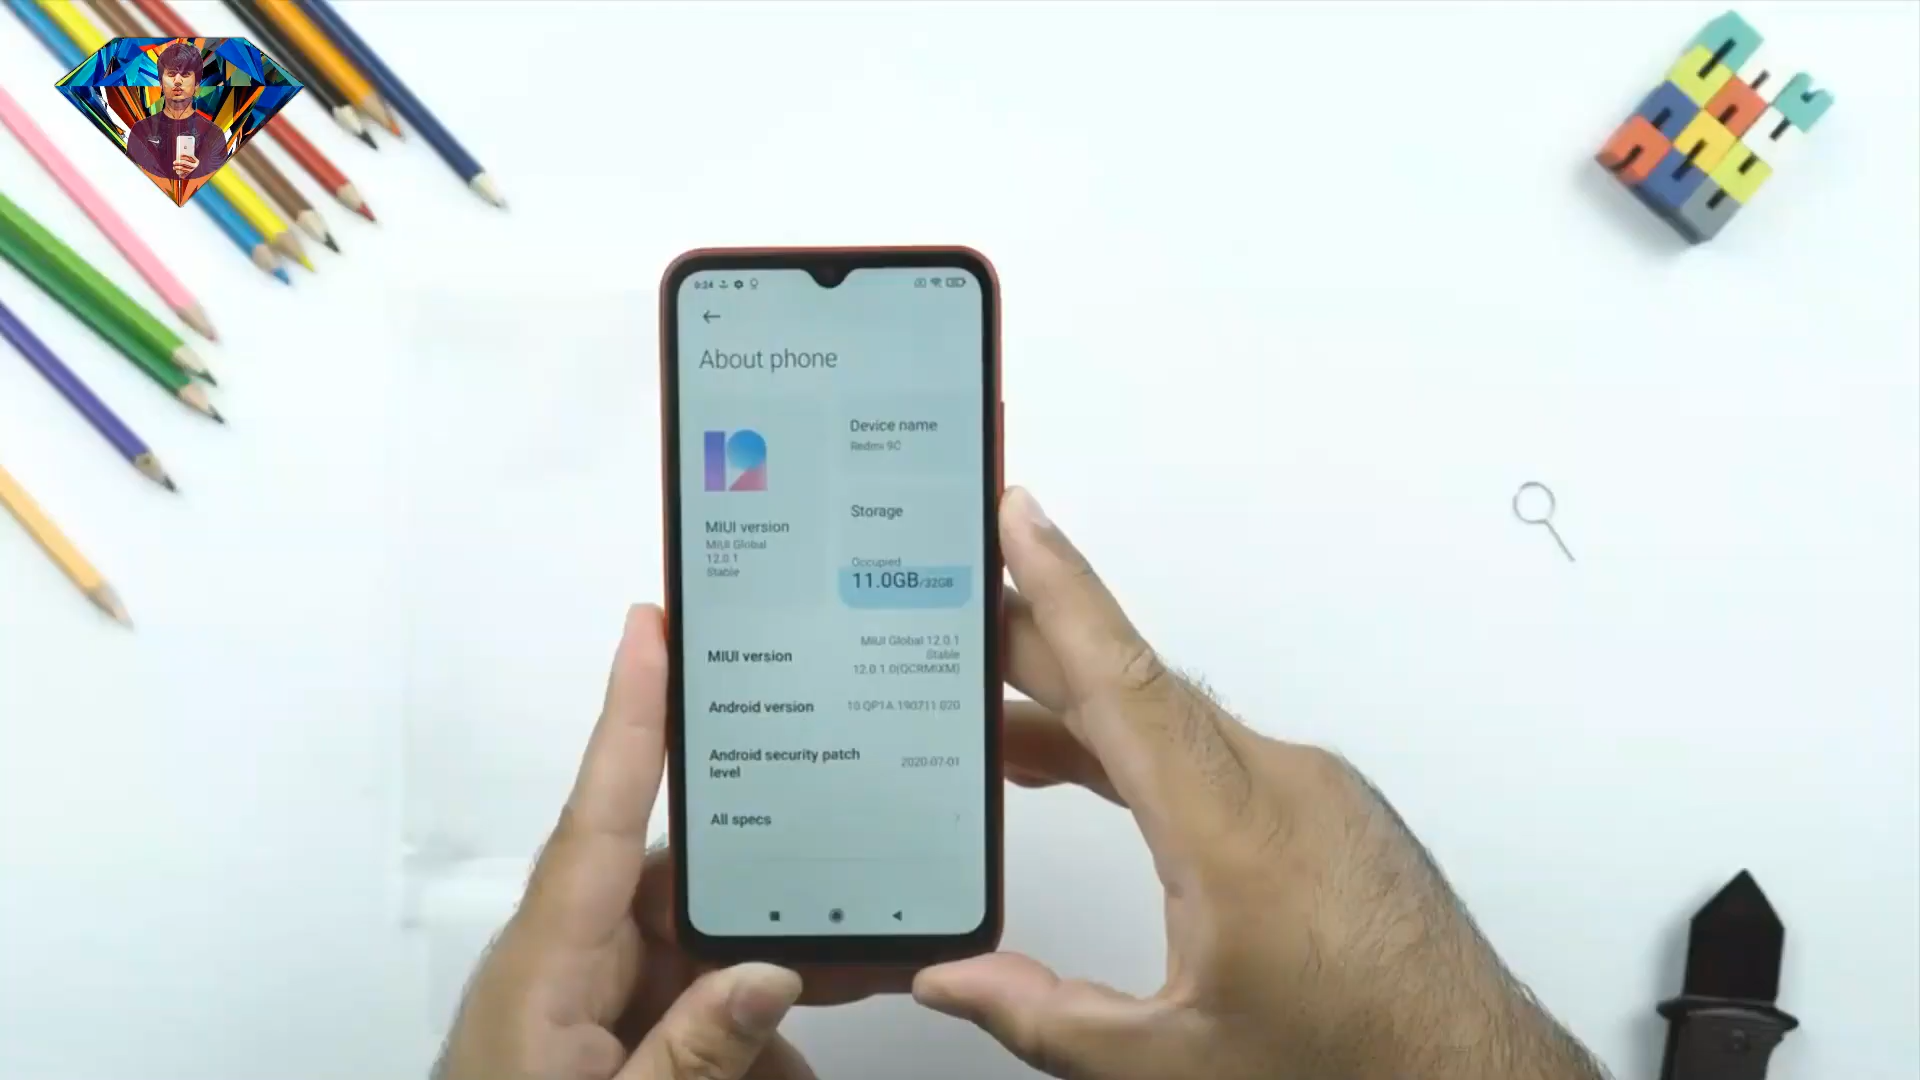 0:24
About phone
Device name
Redmi 9C
Storage
MIUI version
MIUI Global
12.0.1
Stable
Occupied
11.0GB/32GB
MIUI version
MIUI Global 12.0.1
Stable
12.0.1.0(QCRMIXM)
Android version
10 QP1A.190711.020
Android security patch
level
2020-07-01
All specs